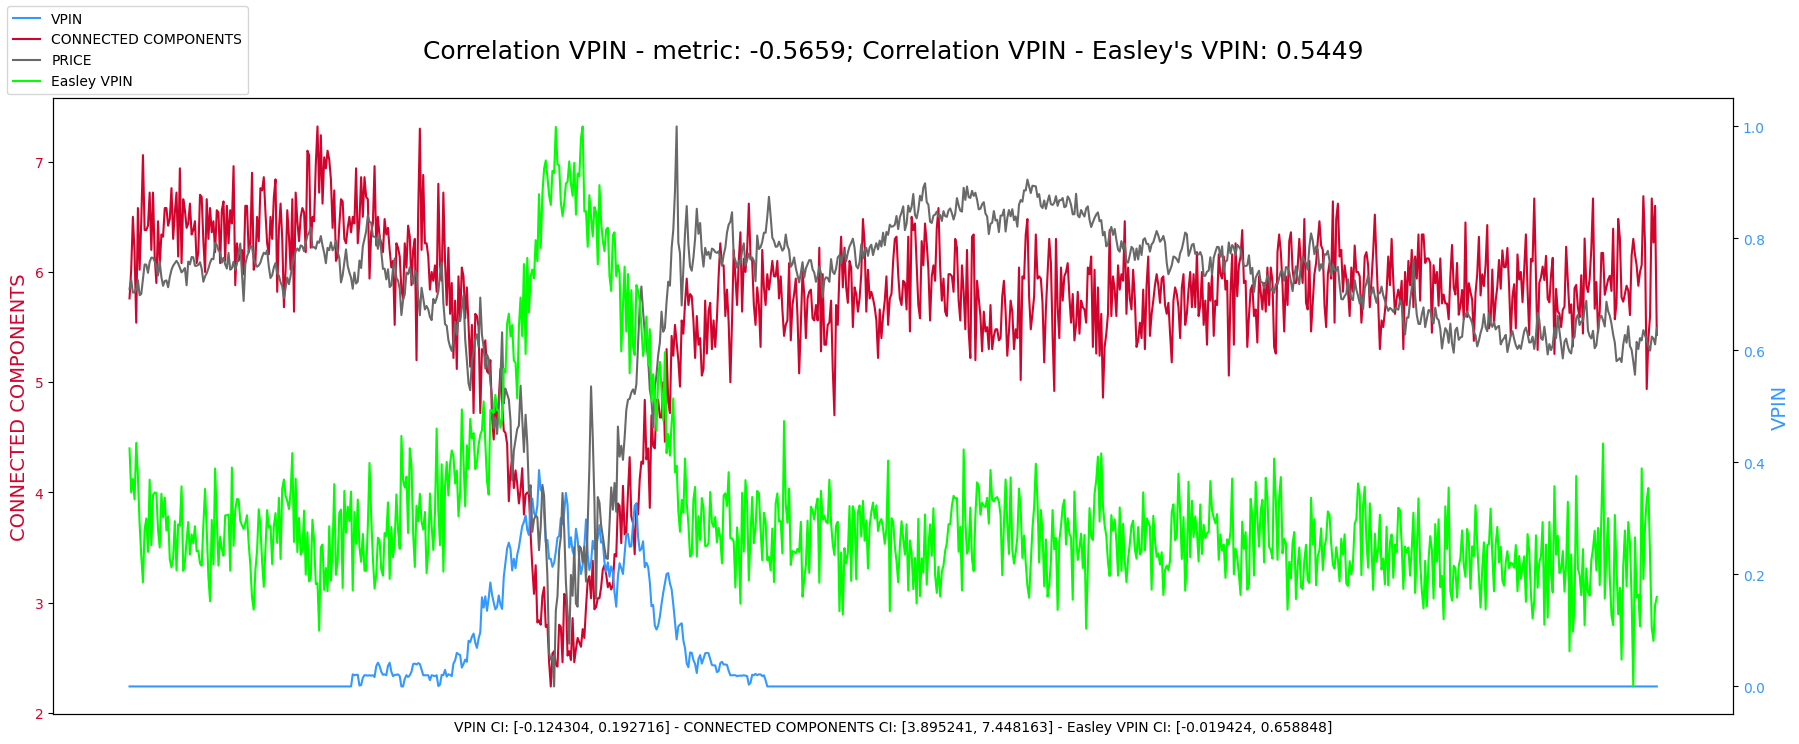 VPIN
CONNECTED COMPONENTS
PRICE
Easley VPIN
Correlation VPIN - metric: -0.5659; Correlation VPIN - Easley's VPIN: 0.5449
CONNECTED COMPONENTS
7
6
5
4
3
2
1.0
0.8
0.6
0.4
0.2
0.0
VPIN
VPIN CI: [-0.124304, 0.192716] - CONNECTED COMPONENTS CI: [3.895241, 7.448163] - Easley VPIN CI: [-0.019424, 0.658848]